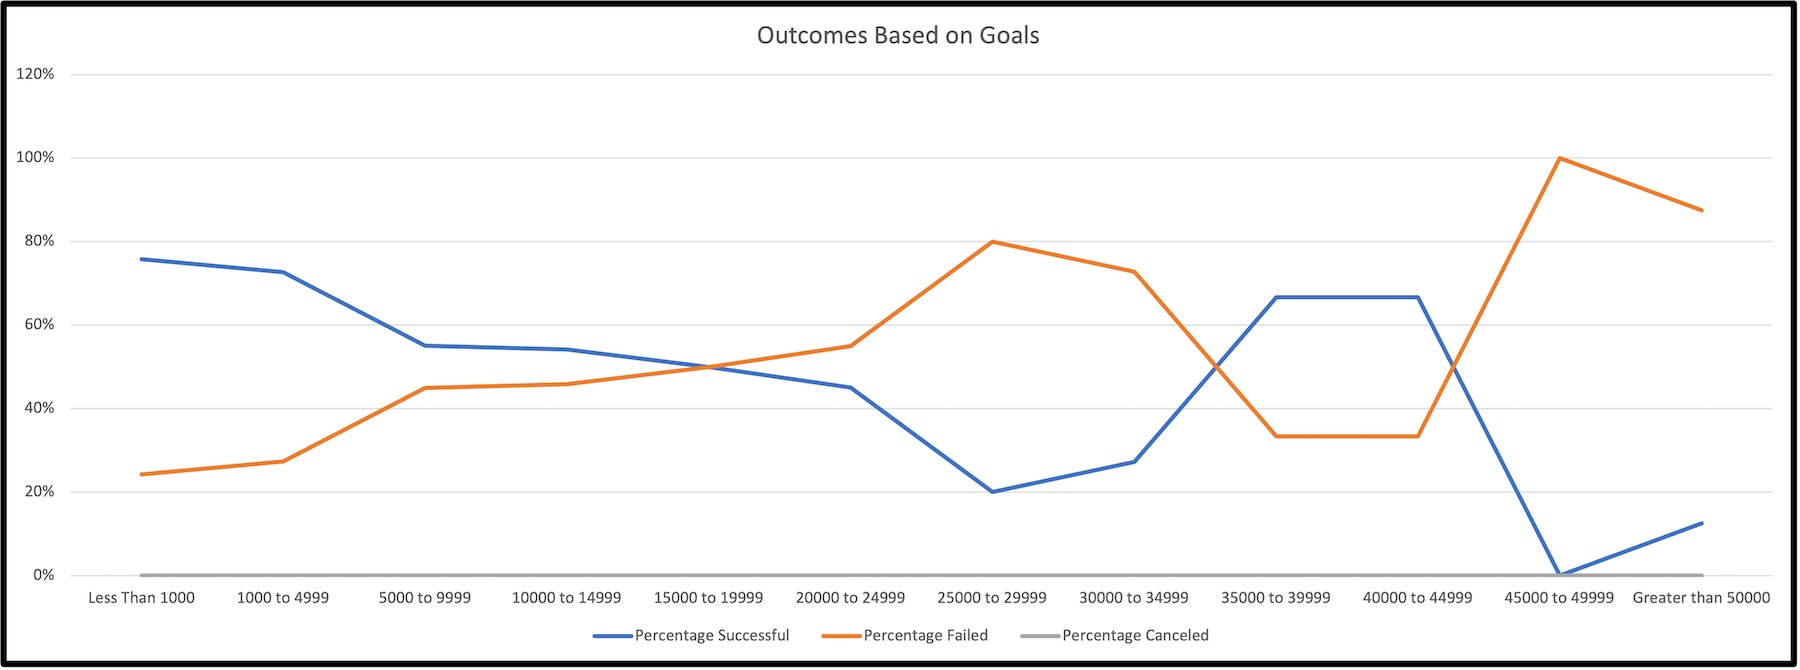 Outcomes Based on Goals
120%
100%
80%
60%
40%
20%
0%
Less Than 1000 1000 to 4999 5000 to 9999 10000 to 14999 15000 to 19999 20000 to 24999 25000 to 29999 30000 to 34999 35000 to 39999 40000 to 44999 45000 to 49999 Greater than 50000
Percentage Successful Percentage Failed Percentage Canceled